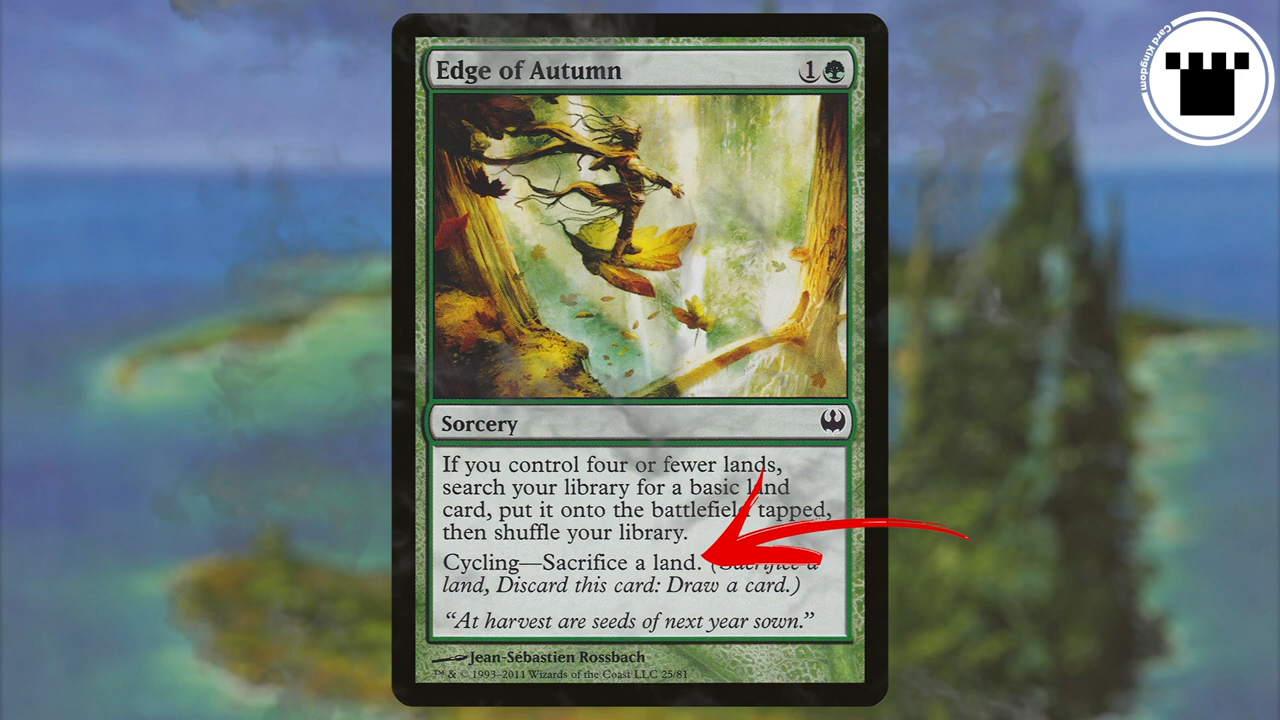 Edge of Autumn 1
Card Kingdom
Sorcery
If you control four or fewer lands,
search your library for a basic land
card, put it onto the battlefield tapped,
then shuffle your library.
Cycling—Sacrifice a land. (Sacrifice a
land, Discard this card: Draw a card.)
“At harvest are seeds of next year sown.”
Jean-Sébastien Rossbach
™ & © 1993–2011 Wizards of the Coast LLC 25/81